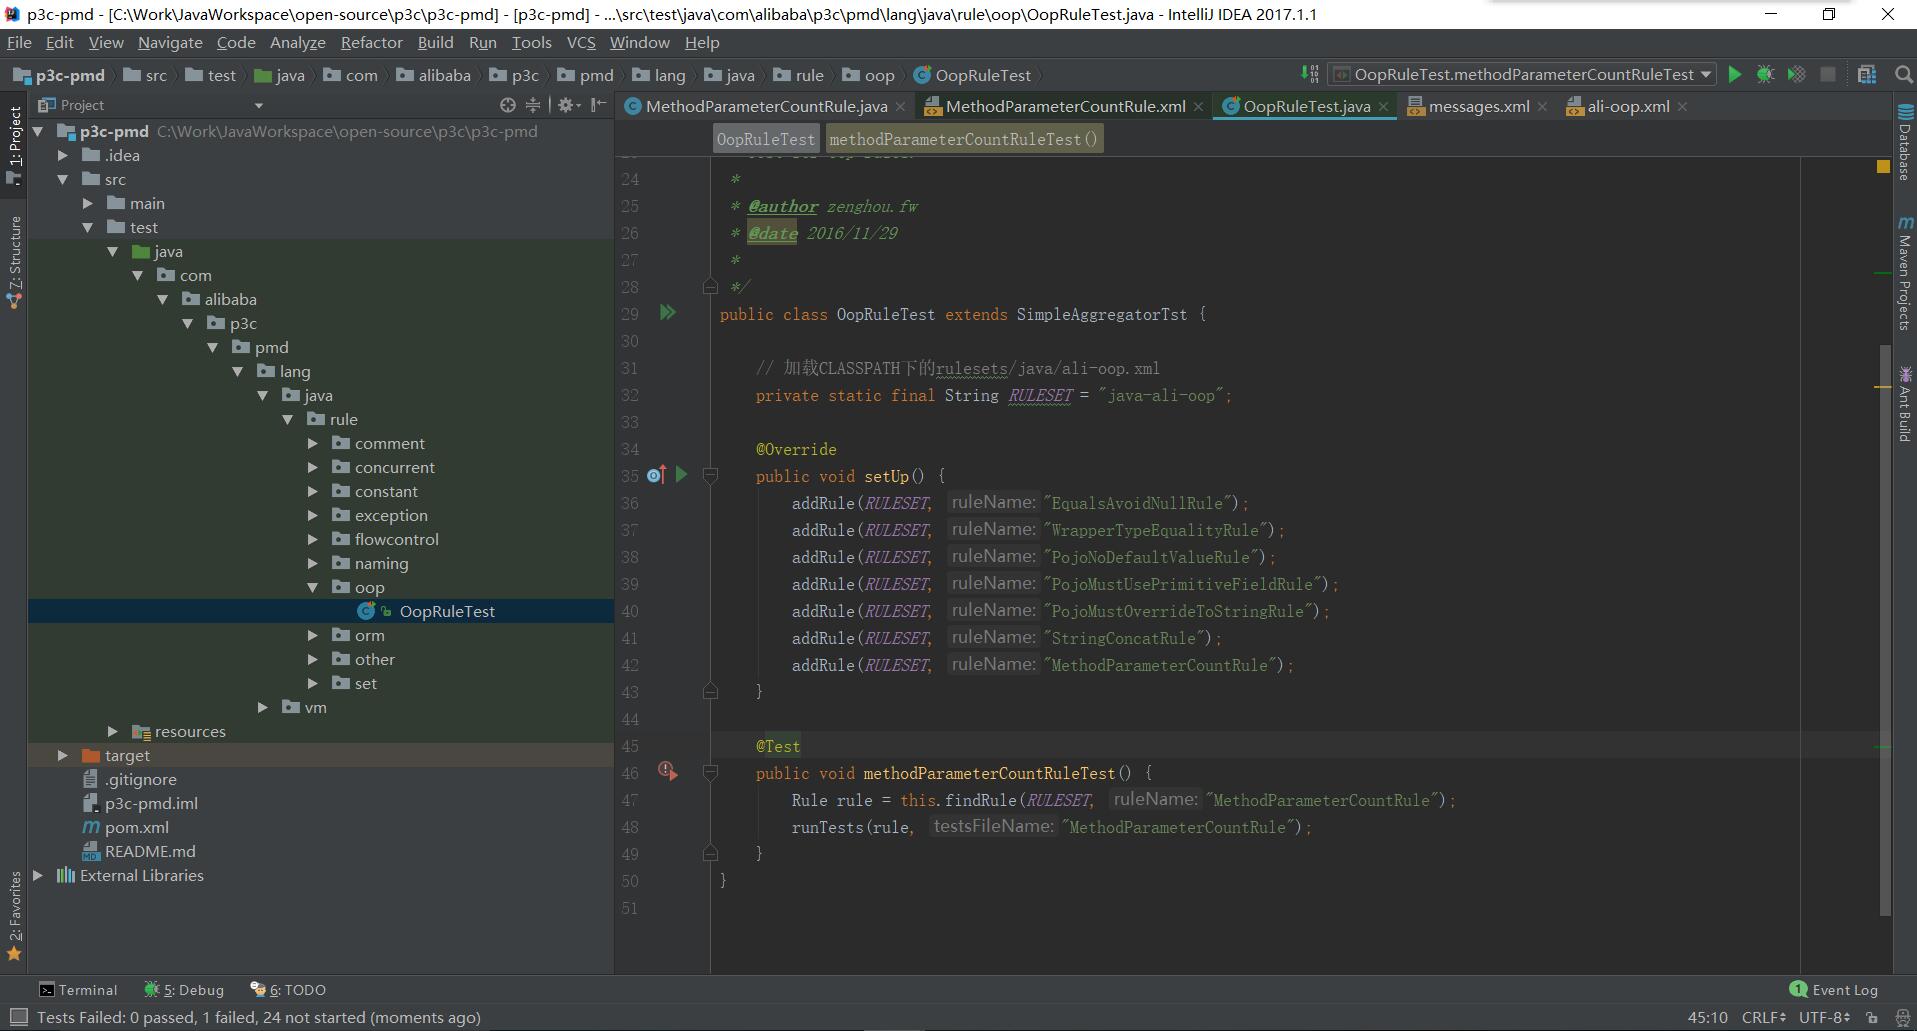 p3c-pmd - [C:\Work\JavaWorkspace\open-source\p3c\p3c-pmd] - [p3c-pmd] - ...\src\test\java\com\alibaba\p3c\pmd\lang\java\rule\oop\OopRuleTest.java - IntelliJ IDEA 2017.1.1
File Edit View Navigate Code Analyze Refactor Build Run Tools VCS Window Help
p3c-pmd src test java com alibaba p3c pmd lang java rule oop OopRuleTest
OopRuleTest.methodParameterCountRuleTest
Project
MethodParameterCountRule.java MethodParameterCountRule.xml OopRuleTest.java messages.xml ali-oop.xml
OopRuleTest methodParameterCountRuleTest()
1: Project
Z: Structure
2: Favorites
p3c-pmd C:\Work\JavaWorkspace\open-source\p3c\p3c-pmd
.idea
src
main
test
java
com
alibaba
p3c
pmd
lang
java
rule
comment
concurrent
constant
exception
flowcontrol
naming
oop
OopRuleTest
orm
other
set
vm
resources
target
.gitignore
p3c-pmd.iml
pom.xml
README.md
External Libraries
24 *
25 * @author zenghou.fw
26 * @date 2016/11/29
27 *
28 */
29 public class OopRuleTest extends SimpleAggregatorTst {
30
31 // 加载CLASSPATH下的rulesets/java/ali-oop.xml
32 private static final String RULESET = "java-ali-oop";
33
34 @Override
35 public void setUp() {
36 addRule(RULESET, ruleName: "EqualsAvoidNullRule");
37 addRule(RULESET, ruleName: "WrapperTypeEqualityRule");
38 addRule(RULESET, ruleName: "PojoNoDefaultValueRule");
39 addRule(RULESET, ruleName: "PojoMustUsePrimitiveFieldRule");
40 addRule(RULESET, ruleName: "PojoMustOverrideToStringRule");
41 addRule(RULESET, ruleName: "StringConcatRule");
42 addRule(RULESET, ruleName: "MethodParameterCountRule");
43 }
44
45 @Test
46 public void methodParameterCountRuleTest() {
47 Rule rule = this.findRule(RULESET, ruleName: "MethodParameterCountRule");
48 runTests(rule, testsFileName: "MethodParameterCountRule");
49 }
50 }
51
Database
Maven Projects
Ant Build
Terminal 5: Debug 6: TODO
1 Event Log
Tests Failed: 0 passed, 1 failed, 24 not started (moments ago)
45:10 CRLF UTF-8